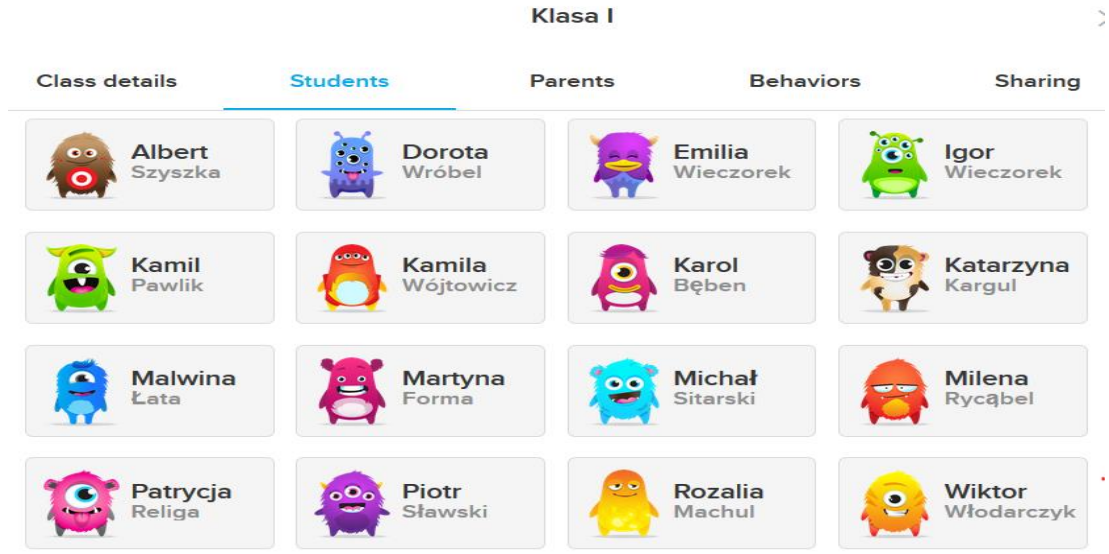 Klasa I
Class details Students Parents Behaviors Sharing
Albert Dorota Emilia Igor
Szyszka Wróbel Wieczorek Wieczorek
Kamil Kamila Karol Katarzyna
Pawlik Wójtowicz Bęben Kargul
Malwina Martyna Michał Milena
Łata Forma Sitarski Rycąbel
Patrycja Piotr Rozalia Wiktor
Religa Sławski Machul Włodarczyk